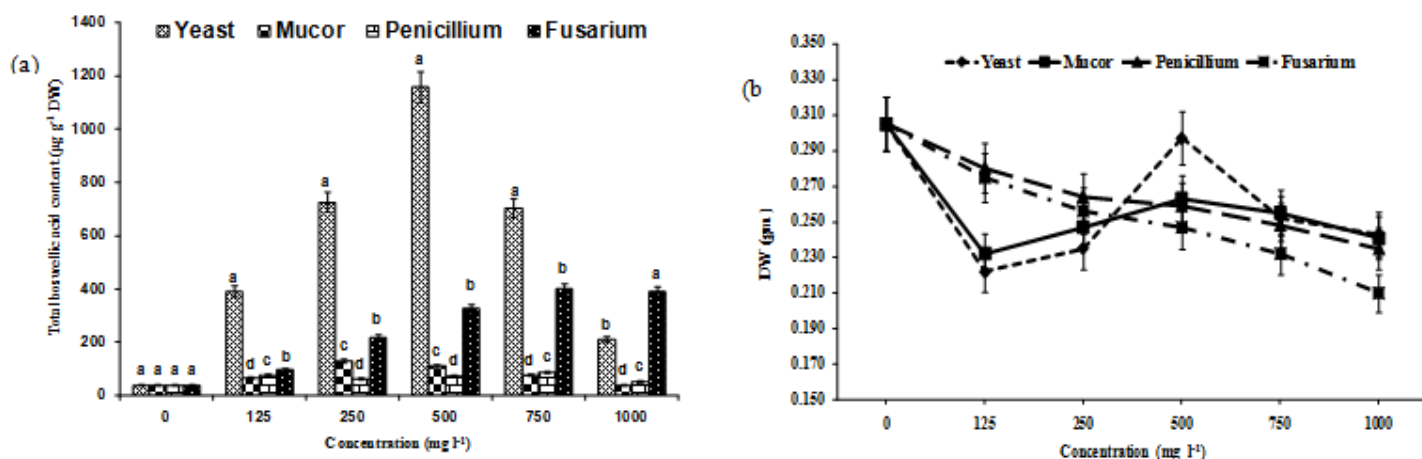 (a)
Yeast Mucor Penicillium Fusarium
Total boswellic acid content (µg g⁻¹ DW)
1400
1200
1000
800
600
400
200
0
a a a a
a d c b
a c d b
a c d b
a d c b
b d c a
0 125 250 500 750 1000
Concentration (mg l⁻¹)
(b
Yeast Mucor Penicillium Fusarium
DW (gm)
0.350
0.330
0.310
0.290
0.270
0.250
0.230
0.210
0.190
0.170
0.150
0 125 250 500 750 1000
Concentration (mg l⁻¹)